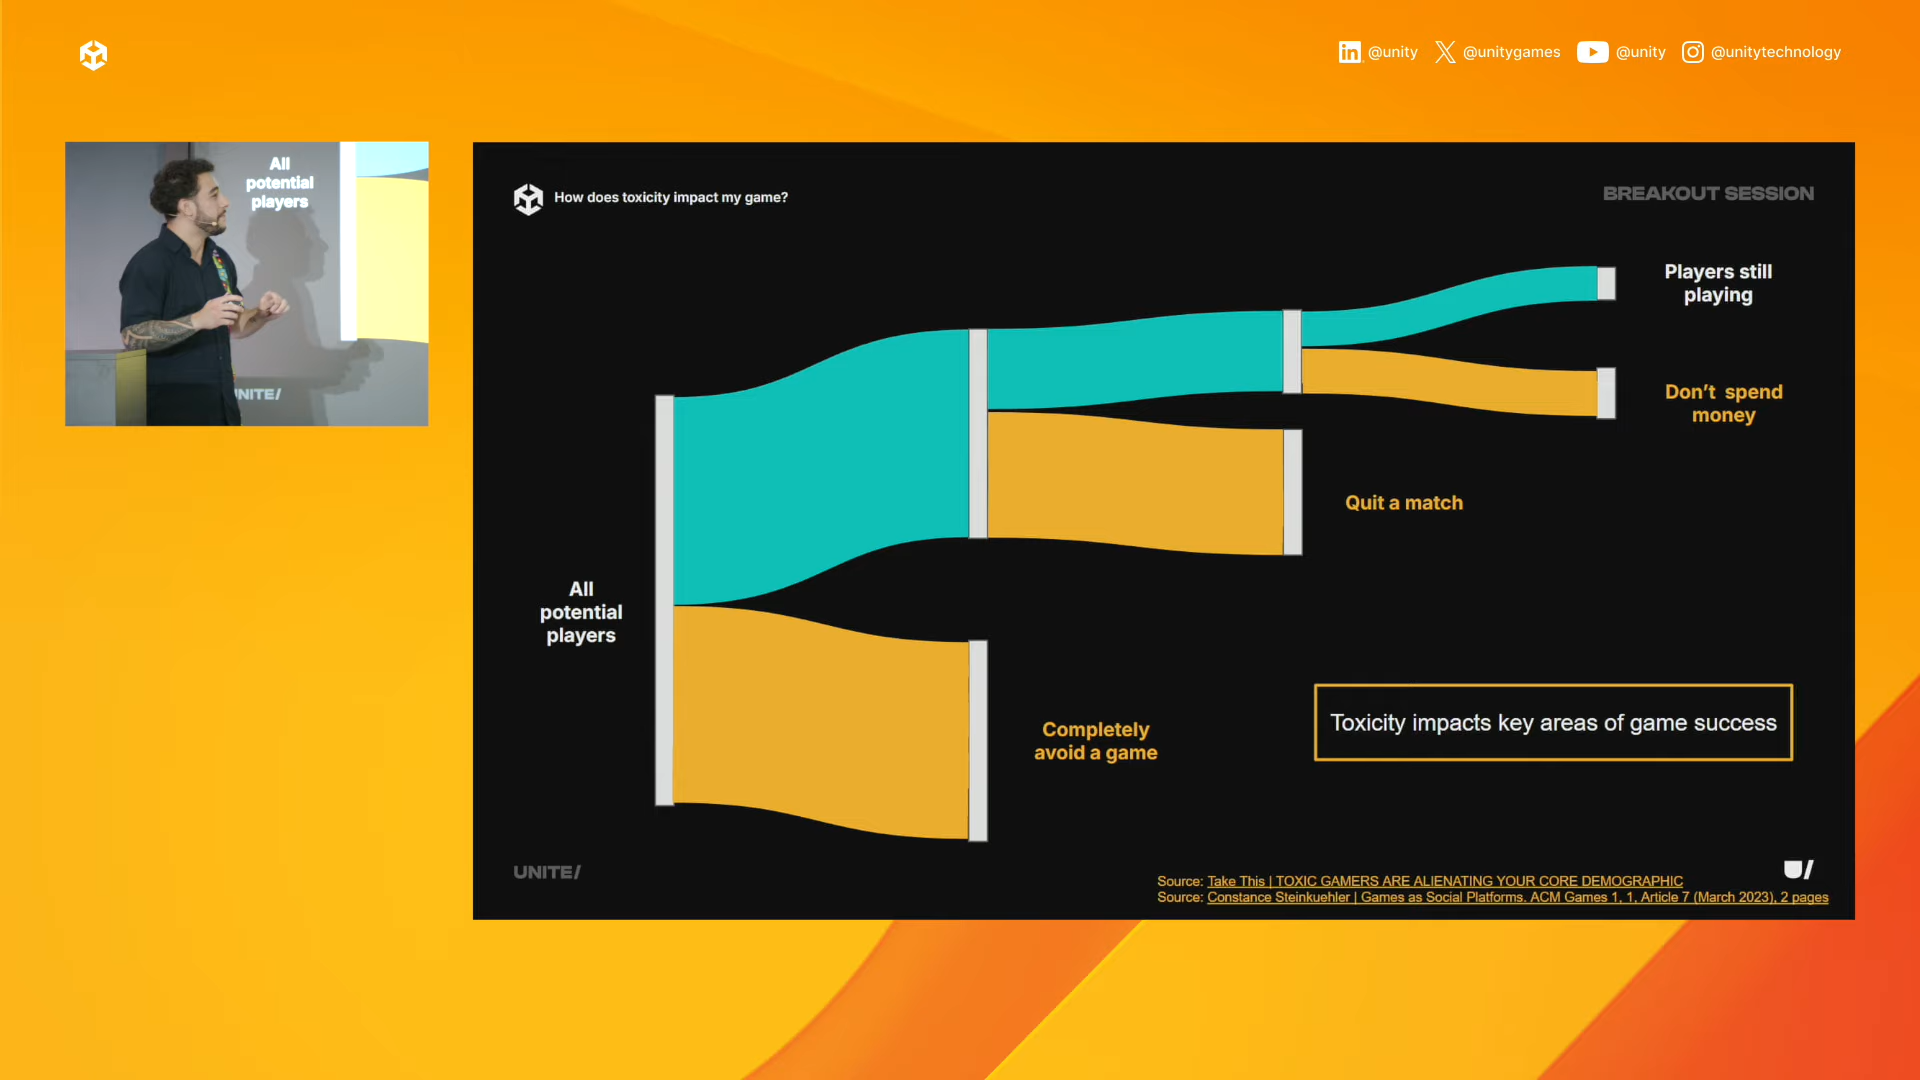 @unity
@unitygames
@unity
@unitytechnology
All
potential
players
UNITE/
How does toxicity impact my game?
BREAKOUT SESSION
Players still
playing
Don’t spend
money
Quit a match
All
potential
players
Completely
avoid a game
Toxicity impacts key areas of game success
UNITE/
U/
Source: Take This | TOXIC GAMERS ARE ALIENATING YOUR CORE DEMOGRAPHIC
Source: Constance Steinkuehler | Games as Social Platforms. ACM Games 1, 1, Article 7 (March 2023), 2 pages